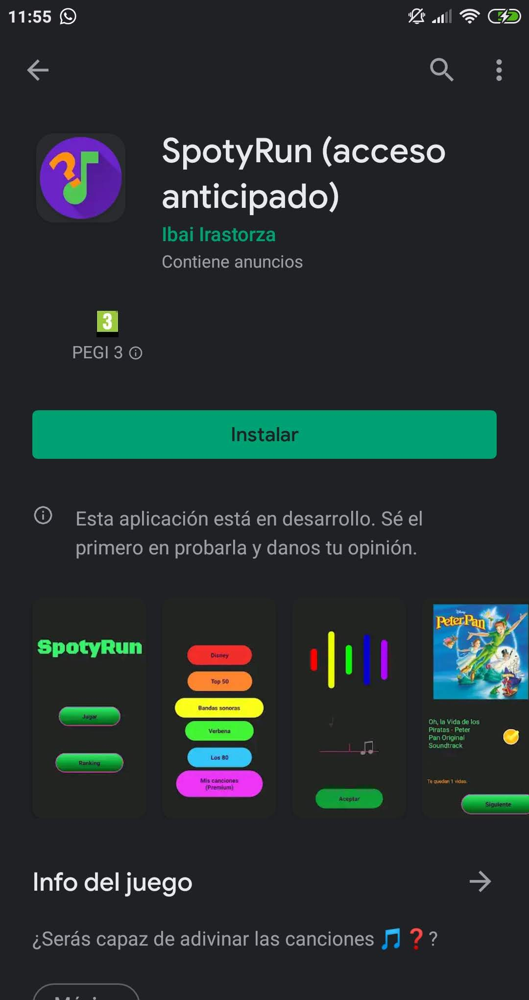 11:55
SpotyRun (acceso
anticipado)
Ibai Irastorza
Contiene anuncios
3
PEGI 3
Instalar
Esta aplicación está en desarrollo. Sé el
primero en probarla y danos tu opinión.
SpotyRun
Jugar
Ranking
Disney
Top 50
Bandas sonoras
Verbena
Los 80
Mis canciones
(Premium)
Aceptar
Disney
Peter Pan
Oh, la Vida de los
Piratas - Peter
Pan Original
Soundtrack
Te quedan 1 vidas.
Siguiente
Info del juego
¿Serás capaz de adivinar las canciones 🎵❓?